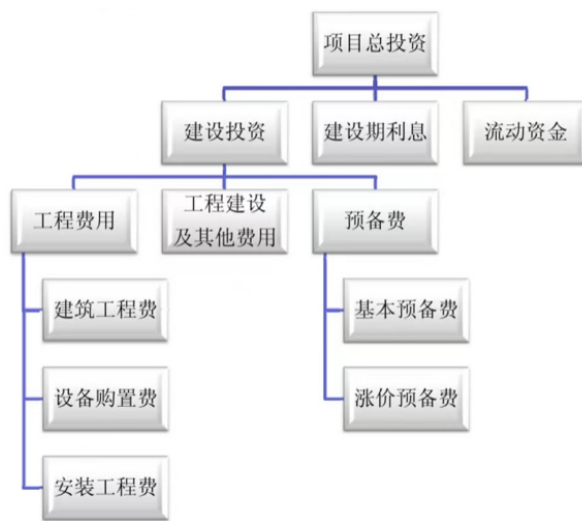 项目总投资
建设投资
建设期利息
流动资金
工程费用
工程建设
及其他费用
预备费
建筑工程费
基本预备费
设备购置费
涨价预备费
安装工程费